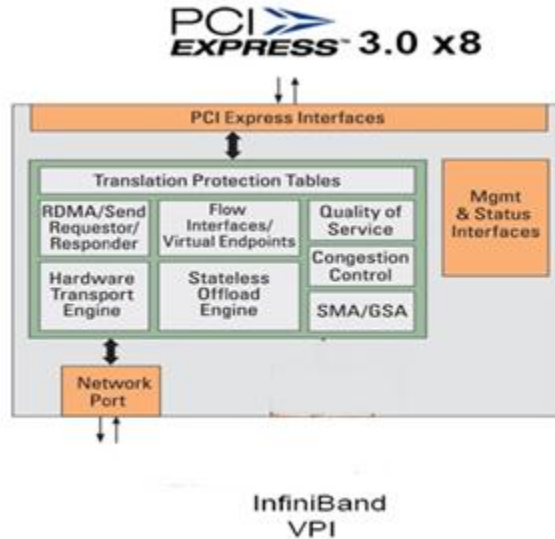 PCI
EXPRESS™ 3.0 x8
PCI Express Interfaces
Translation Protection Tables
RDMA/Send
Requestor/
Responder
Flow
Interfaces/
Virtual Endpoints
Quality of
Service
Congestion
Control
Hardware
Transport
Engine
Stateless
Offload
Engine
SMA/GSA
Mgmt
& Status
Interfaces
Network
Port
InfiniBand
VPI